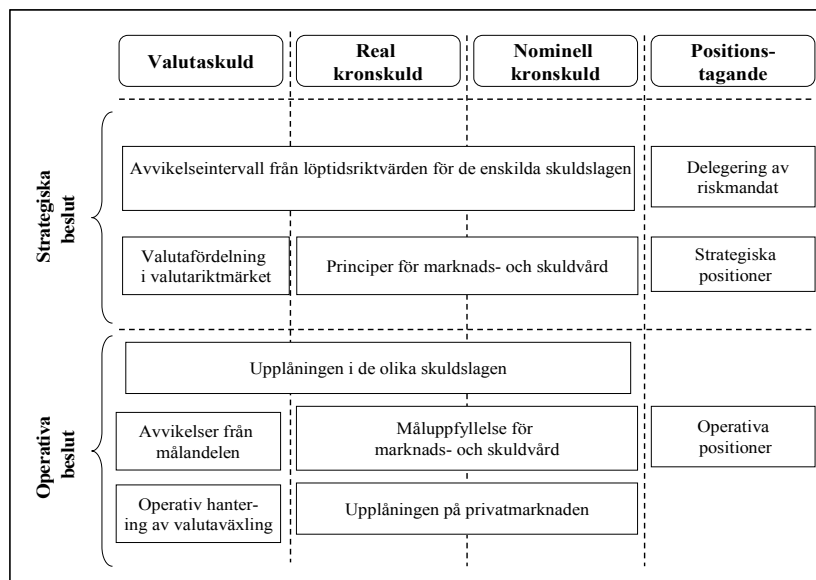 Valutaskuld
Real
kronskuld
Nominell
kronskuld
Positions-
tagande
Strategiska
beslut
Avvikelseintervall från löptidsriktvärden för de enskilda skuldslagen
Delegering av
riskmandat
Valutafördelning
i valutariktmärket
Principer för marknads- och skuldvård
Strategiska
positioner
Operativa
beslut
Upplåningen i de olika skuldslagen
Avvikelser från
målandelen
Måluppfyllelse för
marknads- och skuldvård
Operativa
positioner
Operativ hanter-
ing av valutaväxling
Upplåningen på privatmarknaden